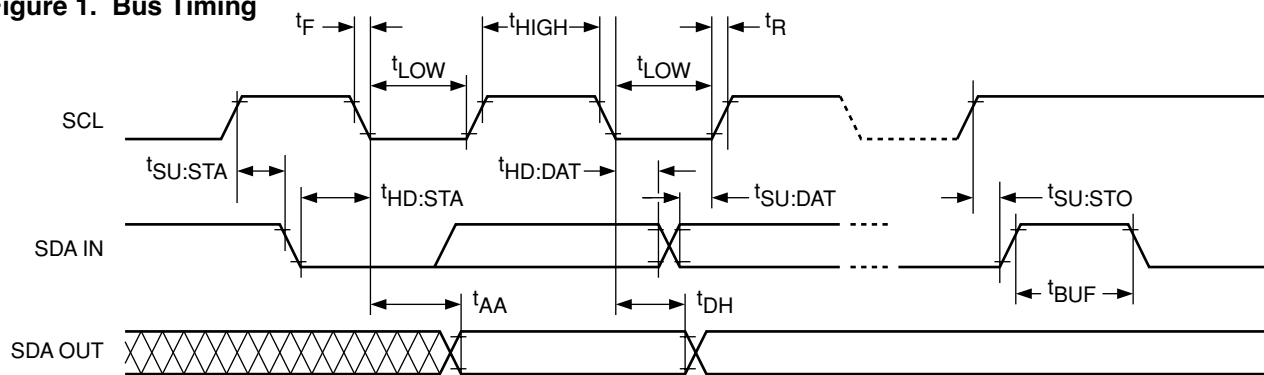 Figure 1. Bus Timing
tF
tHIGH
tR
tLOW
tLOW
SCL
tSU:STA
tHD:STA
tHD:DAT
tSU:DAT
tSU:STO
SDA IN
tBUF
tAA
tDH
SDA OUT